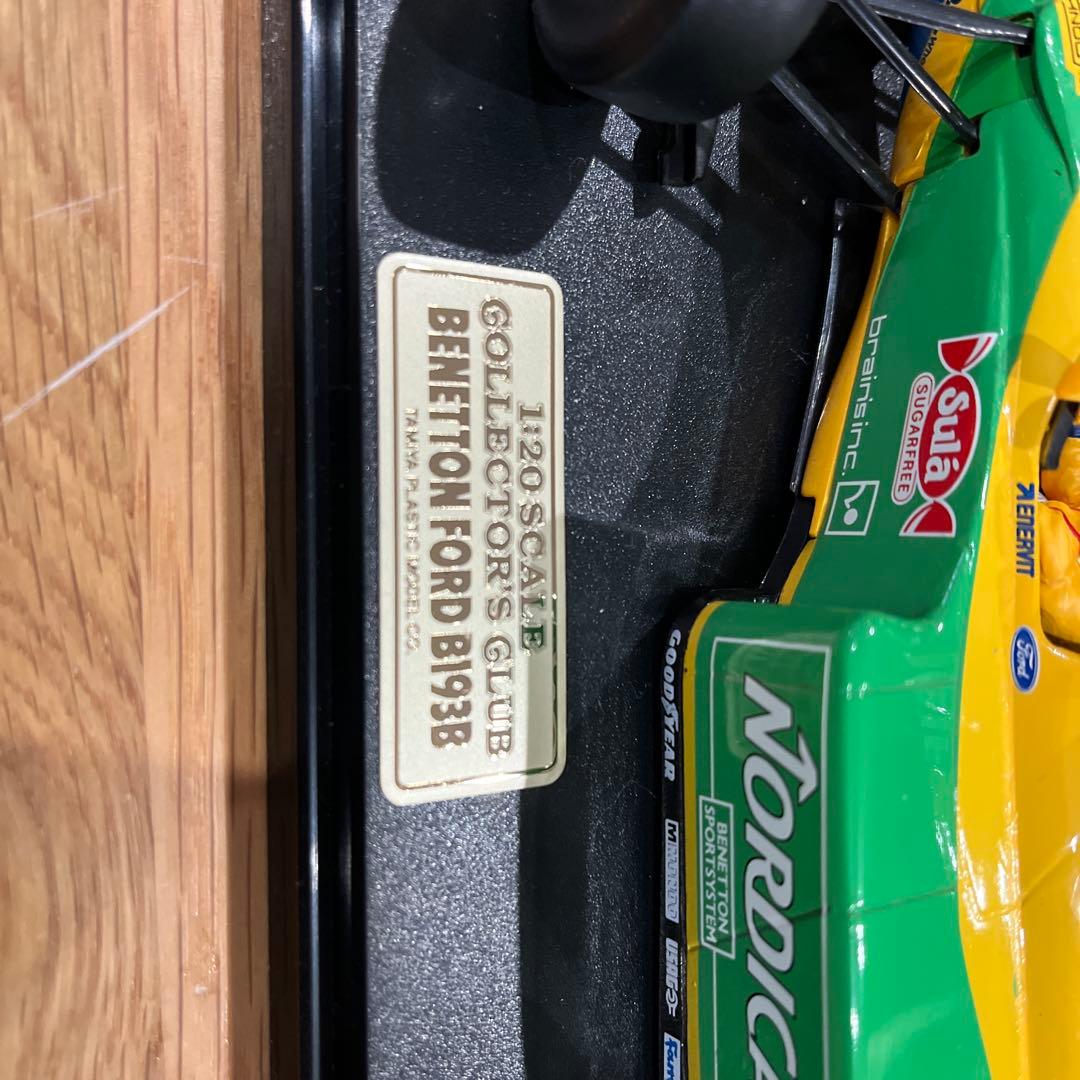 1:20 SCALE
COLLECTOR'S CLUB
BENETTON FORD B193B
TAMIYA PLASTIC MODEL CO.
brainsinc.
Sulá
SUGARFREE
ENERVIT
Ford
GOODYEAR
NORDICA
BENETTON
SPORTSYSTEM